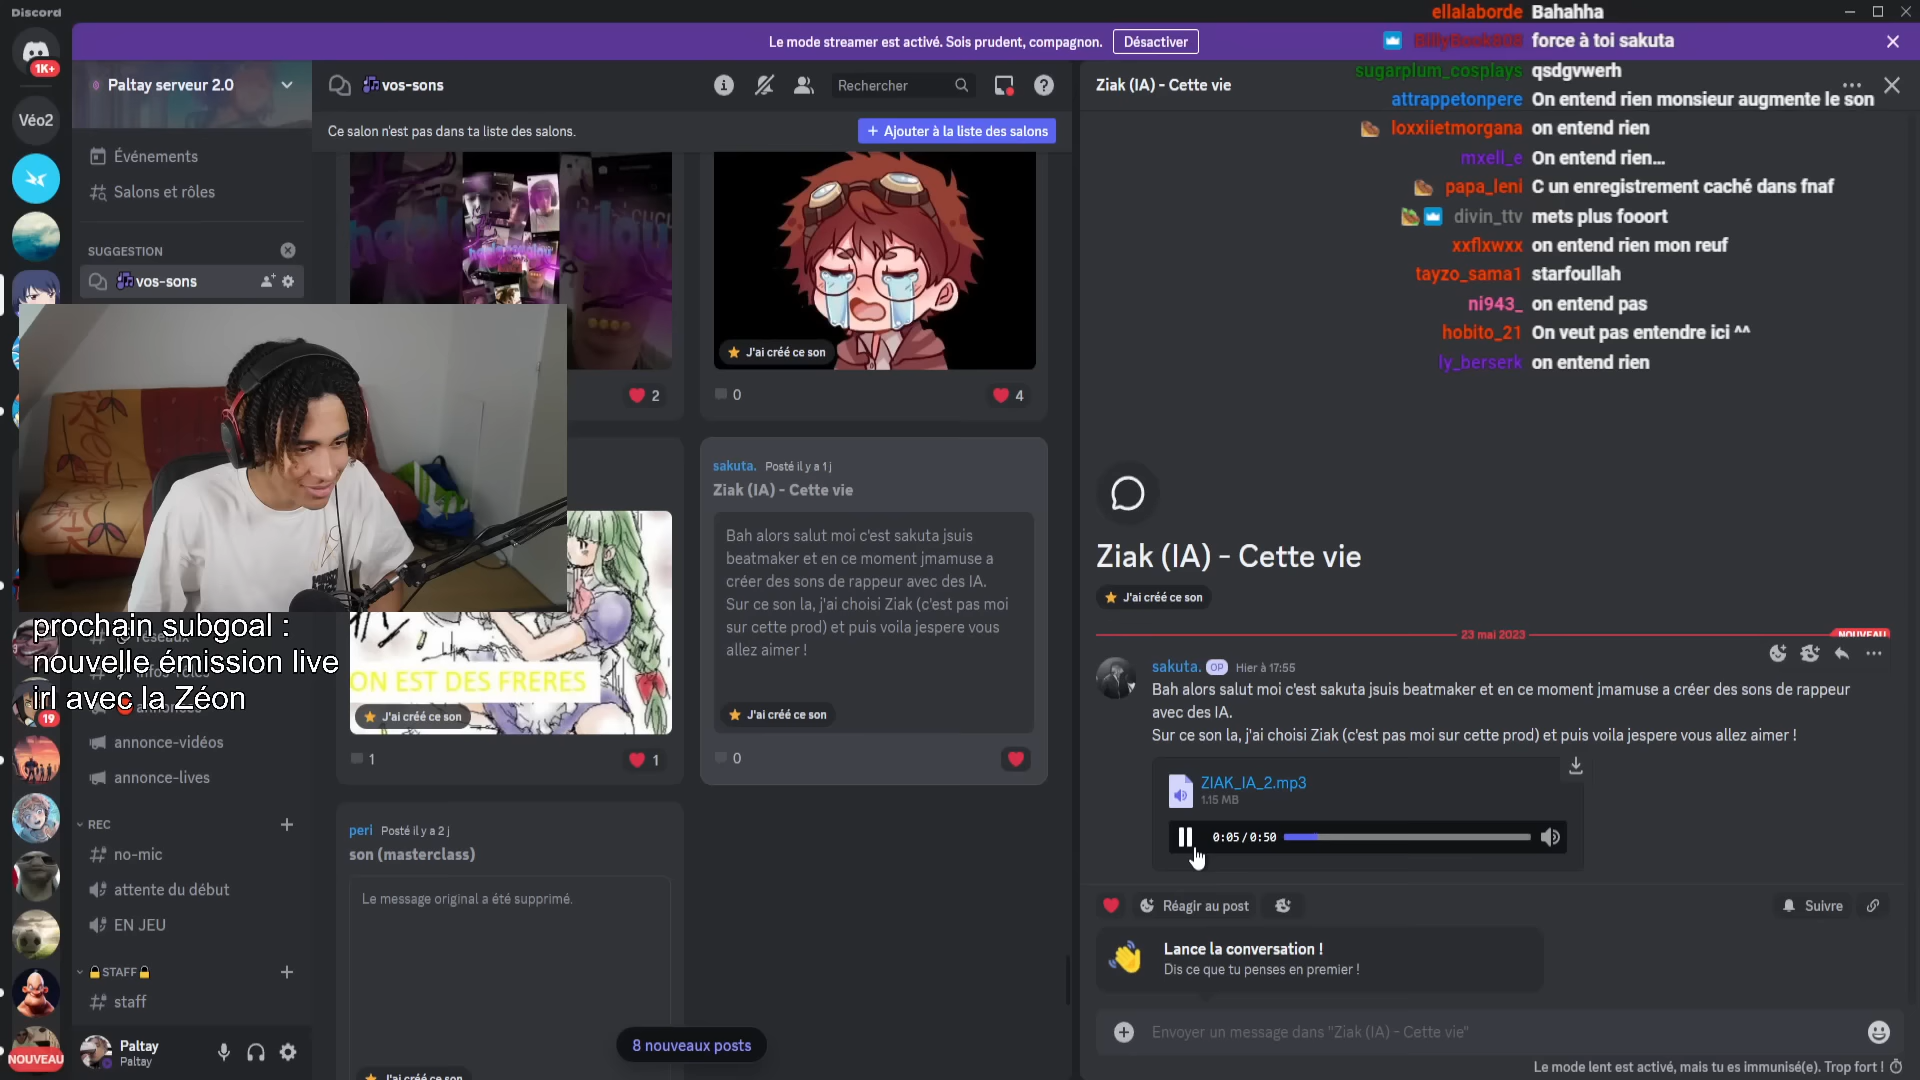 Discord
Le mode streamer est activé. Sois prudent, compagnon.
Désactiver
1K+
Paltay serveur 2.0
Véo2
Événements
Salons et rôles
SUGGESTION
vos-sons
prochain subgoal :
nouvelle émission live
irl avec la Zéon
annonce-vidéos
annonce-lives
REC
no-mic
attente du début
EN JEU
STAFF
staff
19
NOUVEAU
Paltay
Paltay
vos-sons
Rechercher
Ce salon n'est pas dans ta liste des salons.
+ Ajouter à la liste des salons
J'ai créé ce son
2
0
4
sakuta. Posté il y a 1 j
Ziak (IA) - Cette vie
Bah alors salut moi c'est sakuta jsuis
beatmaker et en ce moment jmamuse a
créer des sons de rappeur avec des IA.
Sur ce son la, j'ai choisi Ziak (c'est pas moi
sur cette prod) et puis voila jespere vous
allez aimer !
J'ai créé ce son
0
ON EST DES FRERES
J'ai créé ce son
1
1
peri Posté il y a 2 j
son (masterclass)
Le message original a été supprimé.
J'ai créé ce son
8 nouveaux posts
Ziak (IA) - Cette vie
ellalaborde Bahahha
force à toi sakuta
sugarplum_cosplays qsdgvwerh
attrappetonpere On entend rien monsieur augmente le son
loxxiietmorgana on entend rien
mxell_e On entend rien...
papa_leni C un enregistrement caché dans fnaf
divin_ttv mets plus fooort
xxflxwxx on entend rien mon reuf
tayzo_sama1 starfoullah
ni943_ on entend pas
hobito_21 On veut pas entendre ici ^^
ly_berserk on entend rien
Ziak (IA) - Cette vie
J'ai créé ce son
23 mai 2023
NOUVEAU
sakuta. OP Hier à 17:55
Bah alors salut moi c'est sakuta jsuis beatmaker et en ce moment jmamuse a créer des sons de rappeur
avec des IA.
Sur ce son la, j'ai choisi Ziak (c'est pas moi sur cette prod) et puis voila jespere vous allez aimer !
ZIAK_IA_2.mp3
1.15 MB
0:05/0:50
Réagir au post
Suivre
Lance la conversation !
Dis ce que tu penses en premier !
Envoyer un message dans "Ziak (IA) - Cette vie"
Le mode lent est activé, mais tu es immunisé(e). Trop fort !